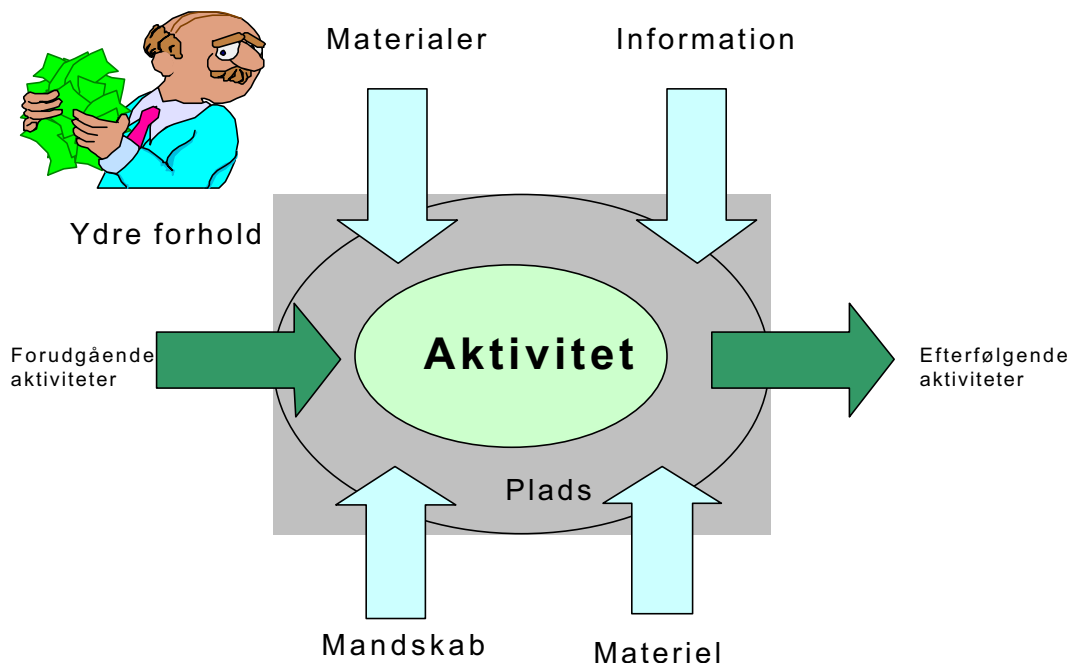 Materialer
Information
Ydre forhold
Forudgående
aktiviteter
Aktivitet
Efterfølgende
aktiviteter
Plads
Mandskab
Materiel